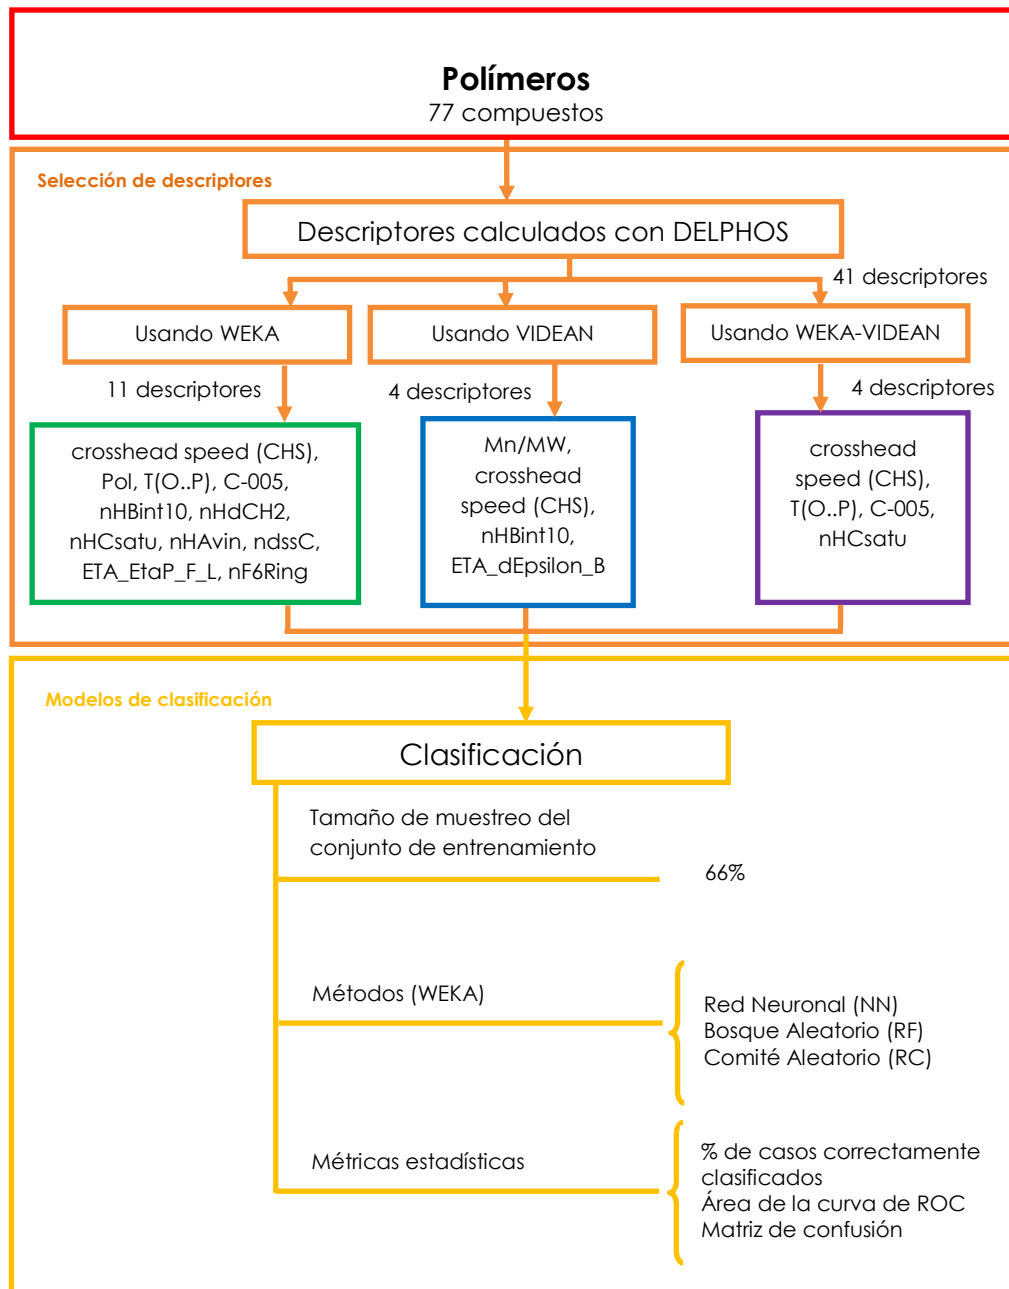 Polímeros
77 compuestos
Selección de descriptores
Descriptores calculados con DELPHOS
41 descriptores
Usando WEKA
Usando VIDEAN
Usando WEKA-VIDEAN
11 descriptores
4 descriptores
4 descriptores
crosshead speed (CHS),
Pol, T(O..P), C-005,
nHBint10, nHdCH2,
nHCsatu, nHAvin, ndssC,
ETA_EtaP_F_L, nF6Ring
Mn/MW,
crosshead
speed (CHS),
nHBint10,
ETA_dEpsilon_B
crosshead
speed (CHS),
T(O..P), C-005,
nHCsatu
Modelos de clasificación
Clasificación
Tamaño de muestreo del
conjunto de entrenamiento
66%
Métodos (WEKA)
Red Neuronal (NN)
Bosque Aleatorio (RF)
Comité Aleatorio (RC)
Métricas estadísticas
% de casos correctamente
clasificados
Área de la curva de ROC
Matriz de confusión